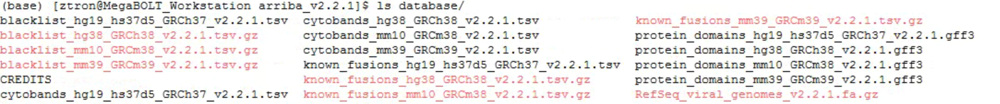 (base) [ztron@MegaBOLT_Workstation arriba_v2.2.1]$ ls database/
blacklist_hg19_hs37d5_GRCh37_v2.2.1.tsv cytobands_hg38_GRCh38_v2.2.1.tsv known_fusions_mm39_GRCm39_v2.2.1.tsv.gz
blacklist_hg38_GRCh38_v2.2.1.tsv.gz cytobands_mm10_GRCm38_v2.2.1.tsv protein_domains_hg19_hs37d5_GRCh37_v2.2.1.gff3
blacklist_mm10_GRCm38_v2.2.1.tsv.gz cytobands_mm39_GRCm39_v2.2.1.tsv protein_domains_hg38_GRCh38_v2.2.1.gff3
blacklist_mm39_GRCm39_v2.2.1.tsv.gz known_fusions_hg19_hs37d5_GRCh37_v2.2.1.tsv protein_domains_mm10_GRCm38_v2.2.1.gff3
CREDITS known_fusions_hg38_GRCh38_v2.2.1.tsv.gz protein_domains_mm39_GRCm39_v2.2.1.gff3
cytobands_hg19_hs37d5_GRCh37_v2.2.1.tsv known_fusions_mm10_GRCm38_v2.2.1.tsv.gz RefSeq_viral_genomes_v2.2.1.fa.gz